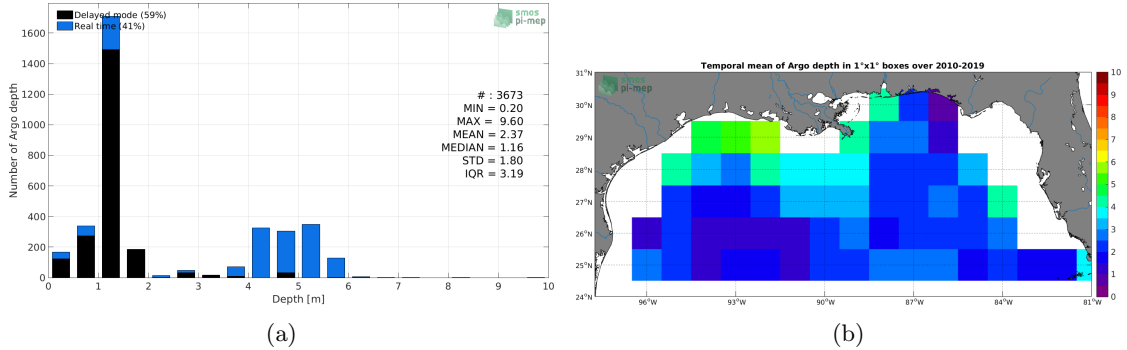 Delayed mode (59%)
Real time (41%)
smos
pi-mep
1600
1400
1200
1000
800
600
400
200
0
Number of Argo depth
# : 3673
MIN = 0.20
MAX = 9.60
MEAN = 2.37
MEDIAN = 1.16
STD = 1.80
IQR = 3.19
0 1 2 3 4 5 6 7 8 9 10
Depth [m]
(a)
Temporal mean of Argo depth in 1°x1° boxes over 2010-2019
smos
pi-mep
31°N
30°N
29°N
28°N
27°N
26°N
25°N
24°N
96°W 93°W 90°W 87°W 84°W 81°W
10
9
8
7
6
5
4
3
2
1
0
(b)